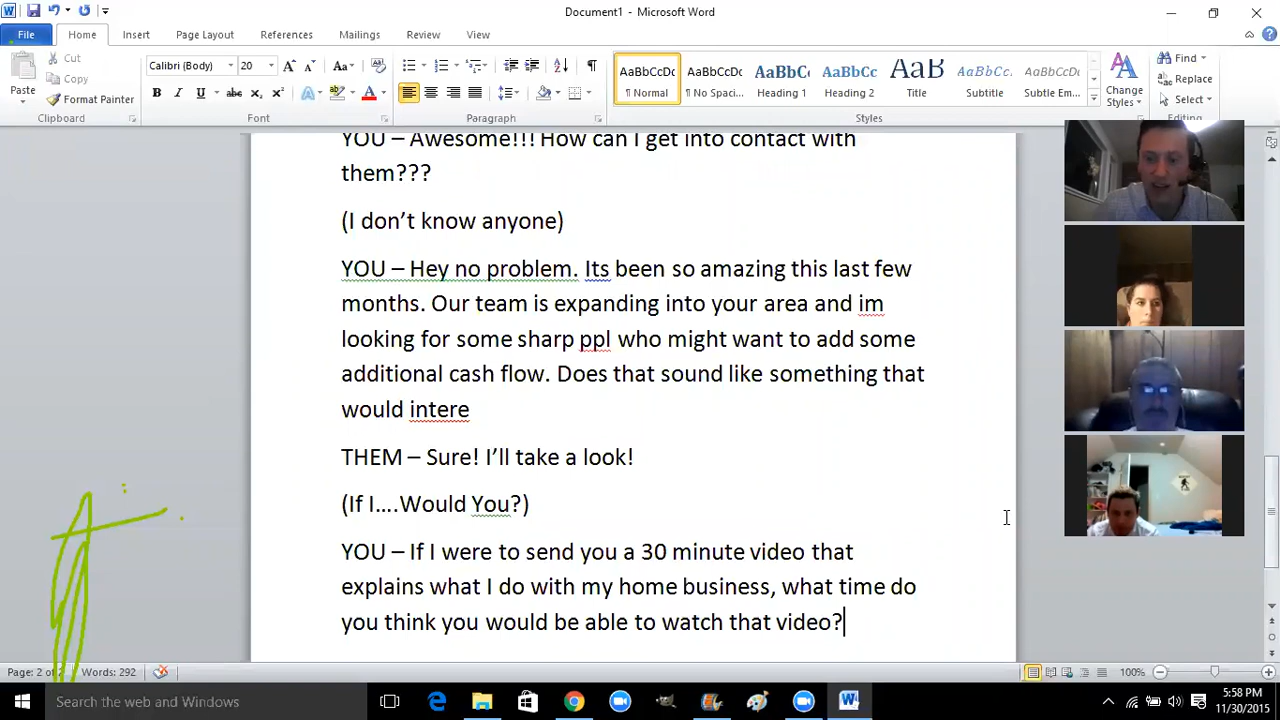 Document1 - Microsoft Word
File Home Insert Page Layout References Mailings Review View
Cut
Copy
Paste
Format Painter
Clipboard
Calibri (Body) 20
Font
Paragraph
AaBbCcDc AaBbCcDc AaBbC AaBbCc AaB AaBbCcL AaBbCcDc
¶ Normal ¶ No Spaci... Heading 1 Heading 2 Title Subtitle Subtle Em...
Change
Styles
Styles
Find
Replace
Select
Editing
YOU – Awesome!!! How can I get into contact with
them???
(I don’t know anyone)
YOU – Hey no problem. Its been so amazing this last few
months. Our team is expanding into your area and im
looking for some sharp ppl who might want to add some
additional cash flow. Does that sound like something that
would intere
THEM – Sure! I’ll take a look!
(If I….Would You?)
YOU – If I were to send you a 30 minute video that
explains what I do with my home business, what time do
you think you would be able to watch that video?
Page: 2 of 2 Words: 292 100%
Search the web and Windows
5:58 PM
11/30/2015